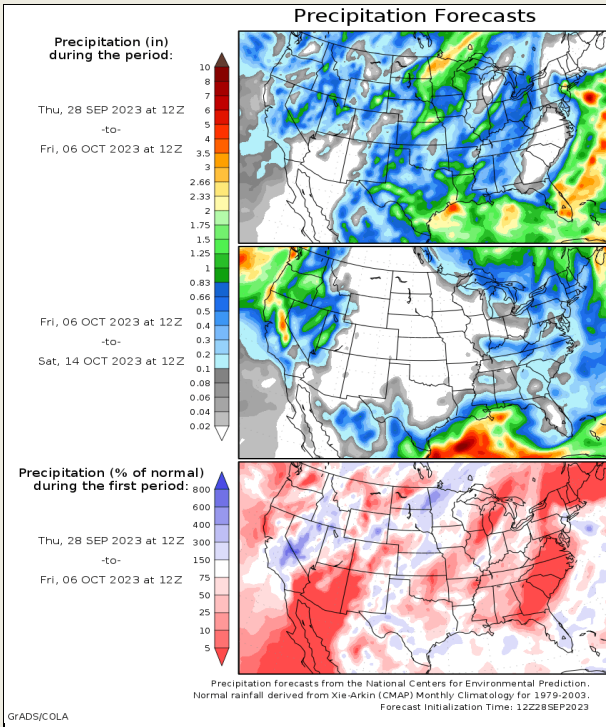 Precipitation Forecasts
Precipitation (in)
during the period:
Thu, 28 SEP 2023 at 12Z
-to-
Fri, 06 OCT 2023 at 12Z
10
8
7
6
5
4
3.5
3
2.66
2.33
2
1.75
1.5
1.25
1
0.83
0.66
0.5
0.4
0.3
0.2
0.1
0.08
0.06
0.04
0.02
Fri, 06 OCT 2023 at 12Z
-to-
Sat, 14 OCT 2023 at 12Z
Precipitation (% of normal)
during the first period:
Thu, 28 SEP 2023 at 12Z
-to-
Fri, 06 OCT 2023 at 12Z
800
600
400
300
150
75
50
25
10
5
Precipitation forecasts from the National Centers for Environmental Prediction.
Normal rainfall derived from Xie-Arkin (CMAP) Monthly Climatology for 1979-2003.
Forecast Initialization Time: 12Z28SEP2023
GrADS/COLA